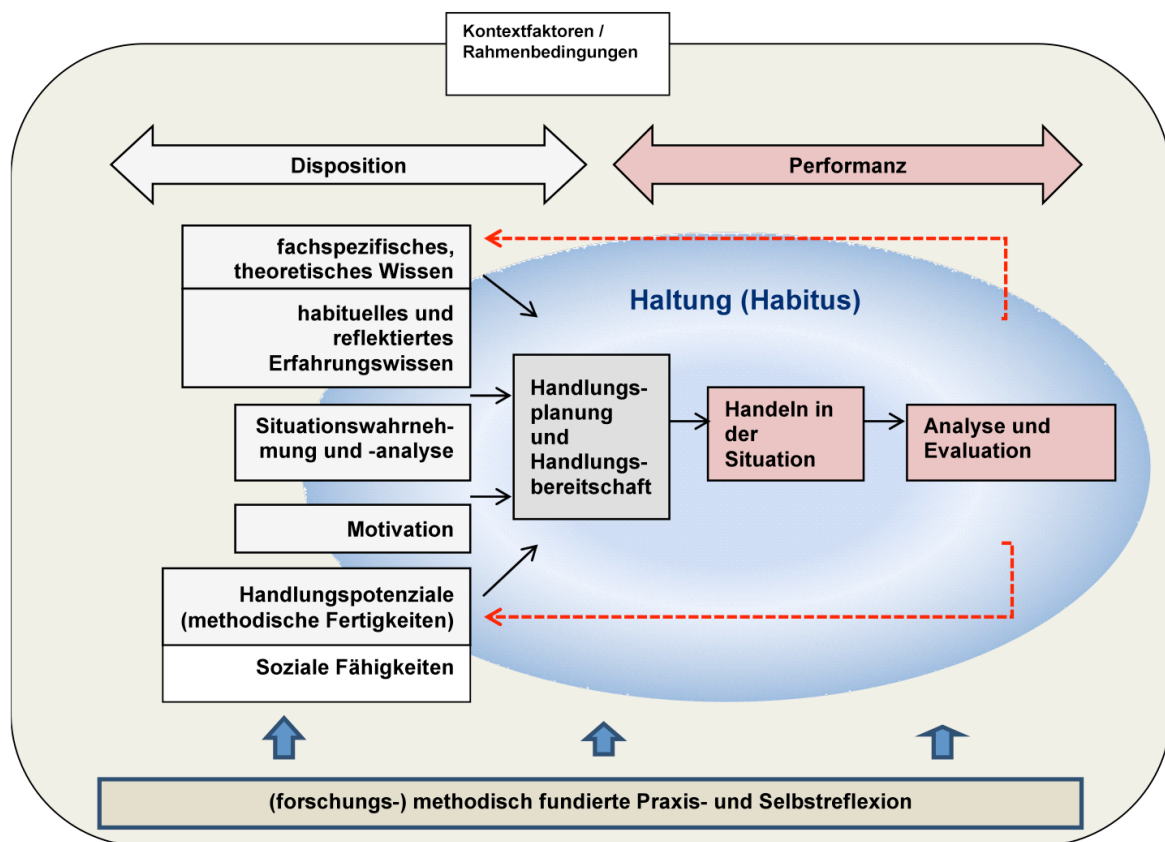 Kontextfaktoren /
Rahmenbedingungen
Disposition
Performanz
fachspezifisches,
theoretisches Wissen
habituelles und
reflektiertes
Erfahrungswissen
Situationswahrneh-
mung und -analyse
Motivation
Handlungspotenziale
(methodische Fertigkeiten)
Soziale Fähigkeiten
Haltung (Habitus)
Handlungs-
planung
und
Handlungs-
bereitschaft
Handeln in
der
Situation
Analyse und
Evaluation
(forschungs-) methodisch fundierte Praxis- und Selbstreflexion